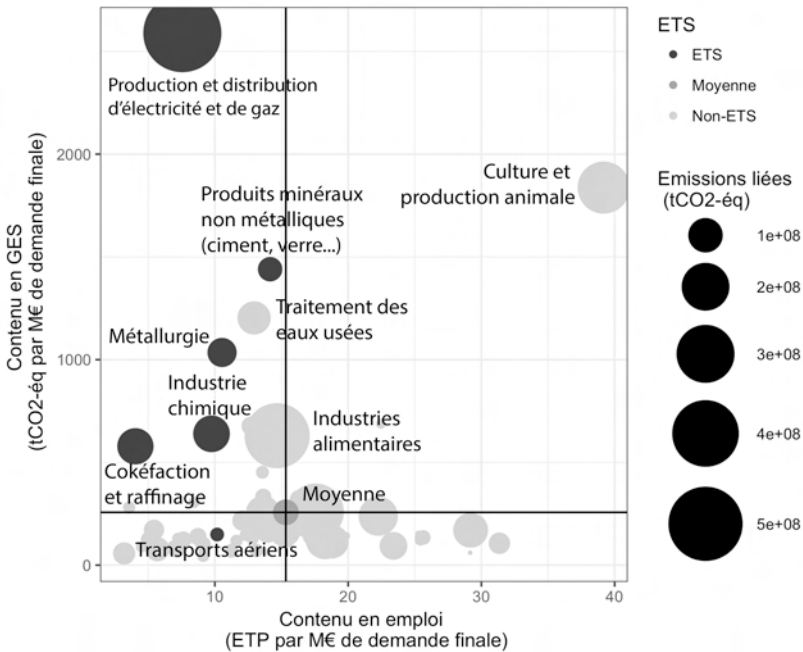 Production et distribution
d'électricité et de gaz
Culture et
production animale
Produits minéraux
non métalliques
(ciment, verre...)
Traitement des
eaux usées
Métallurgie
Industrie
chimique
Industries
alimentaires
Cokéfaction
et raffinage
Moyenne
Transports aériens
2000
1000
0
10
20
30
40
Contenu en GES
(tCO2-éq par M€ de demande finale)
Contenu en emploi
(ETP par M€ de demande finale)
ETS
ETS
Moyenne
Non-ETS
Emissions liées
(tCO2-éq)
1e+08
2e+08
3e+08
4e+08
5e+08